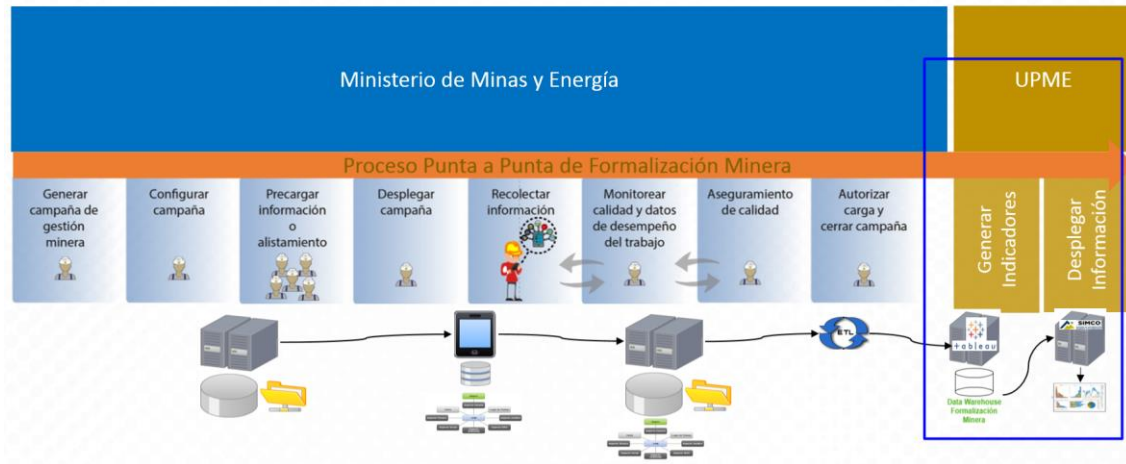 Ministerio de Minas y Energía
UPME
Proceso Punta a Punta de Formalización Minera
Generar
campaña de
gestión
minera
Configurar
campaña
Precargar
información
o
alistamiento
Desplegar
campaña
Recolectar
información
Monitorear
calidad y datos
de desempeño
del trabajo
Aseguramiento
de calidad
Autorizar
carga y
cerrar campaña
Generar
Indicadores
Desplegar
Información
ETL
tableau
SIMCO
Data Warehouse
Formalización
Minera